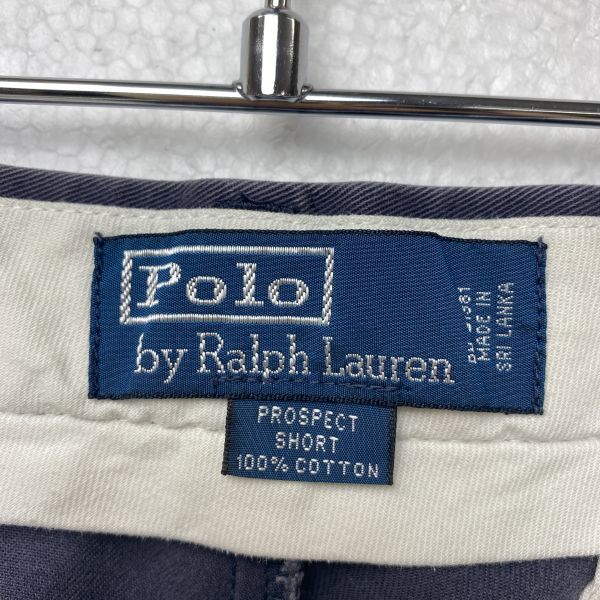 Polo
by Ralph Lauren
MADE IN
SRI LANKA
PROSPECT
SHORT
100% COTTON